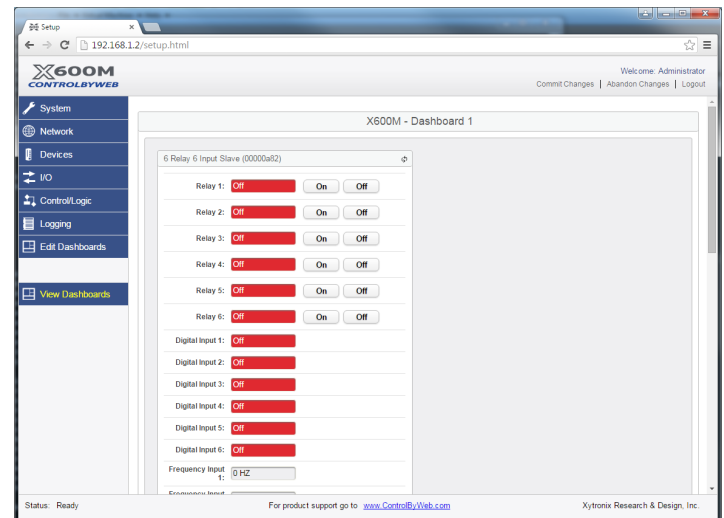 Setup
192.168.1.2/setup.html
X600M
CONTROLBYWEB
Welcome: Administrator
Commit Changes | Abandon Changes | Logout
System
Network
Devices
I/O
Control/Logic
Logging
Edit Dashboards
View Dashboards
X600M - Dashboard 1
6 Relay 6 Input Slave (00000a62)
Relay 1: Off On Off
Relay 2: Off On Off
Relay 3: Off On Off
Relay 4: Off On Off
Relay 5: Off On Off
Relay 6: Off On Off
Digital Input 1: Off
Digital Input 2: Off
Digital Input 3: Off
Digital Input 4: Off
Digital Input 5: Off
Digital Input 6: Off
Frequency Input
1: 0 HZ
Frequency Input
Status: Ready
For product support go to www.ControlByWeb.com
Xytronix Research & Design, Inc.